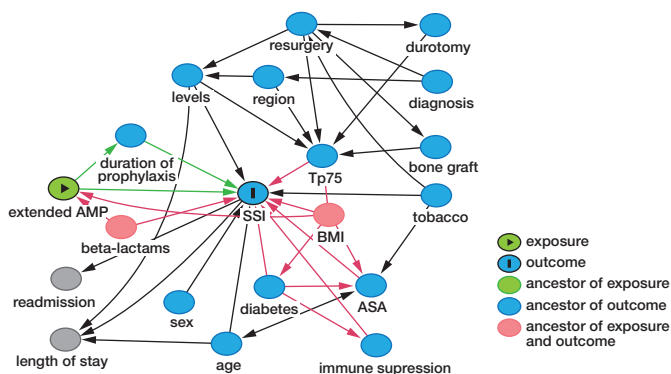 resurgery
durotomy
levels
region
diagnosis
duration of
prophylaxis
Tp75
bone graft
extended AMP
SSI
tobacco
beta-lactams
BMI
readmission
sex
diabetes
ASA
length of stay
age
immune supression
exposure
outcome
ancestor of exposure
ancestor of outcome
ancestor of exposure
and outcome